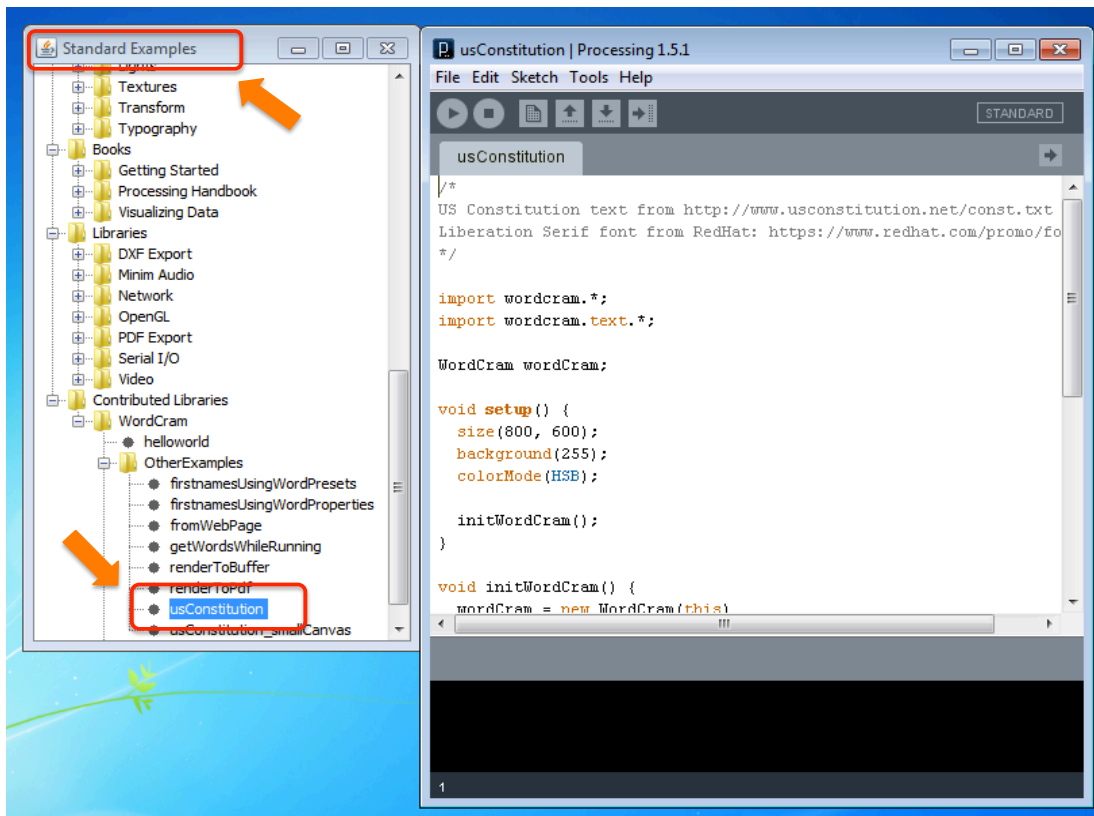 Standard Examples
Lights
Textures
Transform
Typography
Books
Getting Started
Processing Handbook
Visualizing Data
Libraries
DXF Export
Minim Audio
Network
OpenGL
PDF Export
Serial I/O
Video
Contributed Libraries
WordCram
helloworld
OtherExamples
firstnamesUsingWordPresets
firstnamesUsingWordProperties
fromWebPage
getWordsWhileRunning
renderToBuffer
renderToPdf
usConstitution
usConstitution_smallCanvas
usConstitution | Processing 1.5.1
File Edit Sketch Tools Help
STANDARD
usConstitution
/*
US Constitution text from http://www.usconstitution.net/const.txt
Liberation Serif font from RedHat: https://www.redhat.com/promo/fo
*/
import wordcram.*;
import wordcram.text.*;
WordCram wordCram;
void setup() {
size(800, 600);
background(255);
colorMode(HSB);
initWordCram();
}
void initWordCram() {
wordCram = new WordCram(this)
1